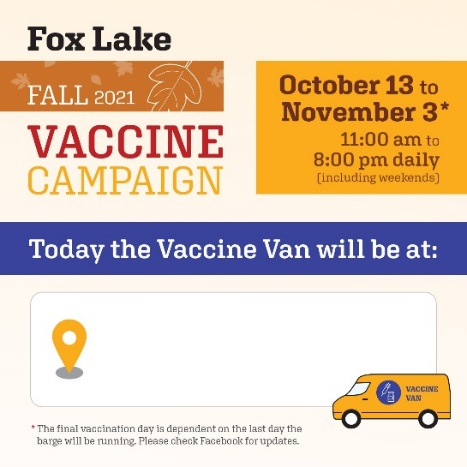 Fox Lake
FALL 2021
VACCINE
CAMPAIGN
October 13 to
November 3*
11:00 am to
8:00 pm daily
(including weekends)
Today the Vaccine Van will be at:
VACCINE
VAN
* The final vaccination day is dependent on the last day the
barge will be running. Please check Facebook for updates.